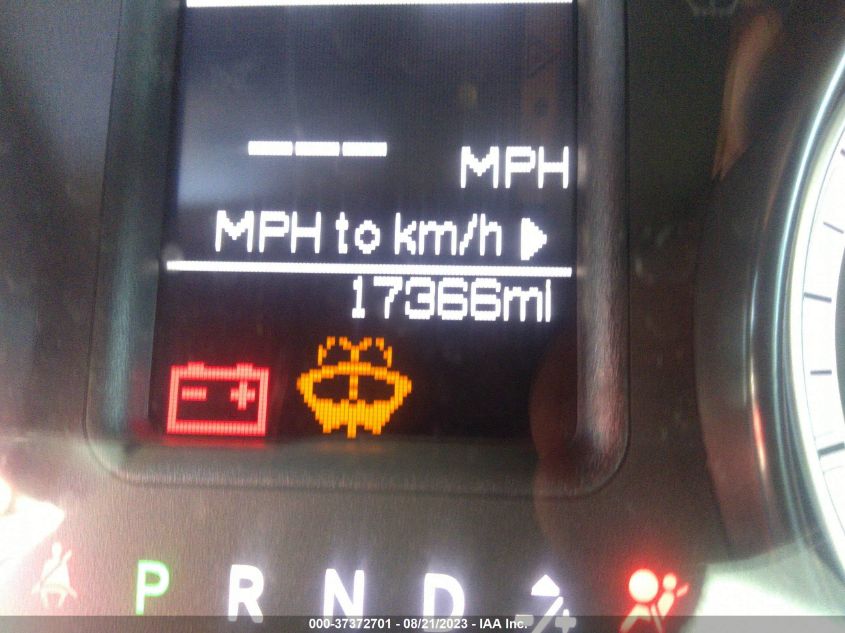 --- MPH
MPH to km/h
17366mi
P R N D
000-37372701 - 08/21/2023 - IAA Inc.